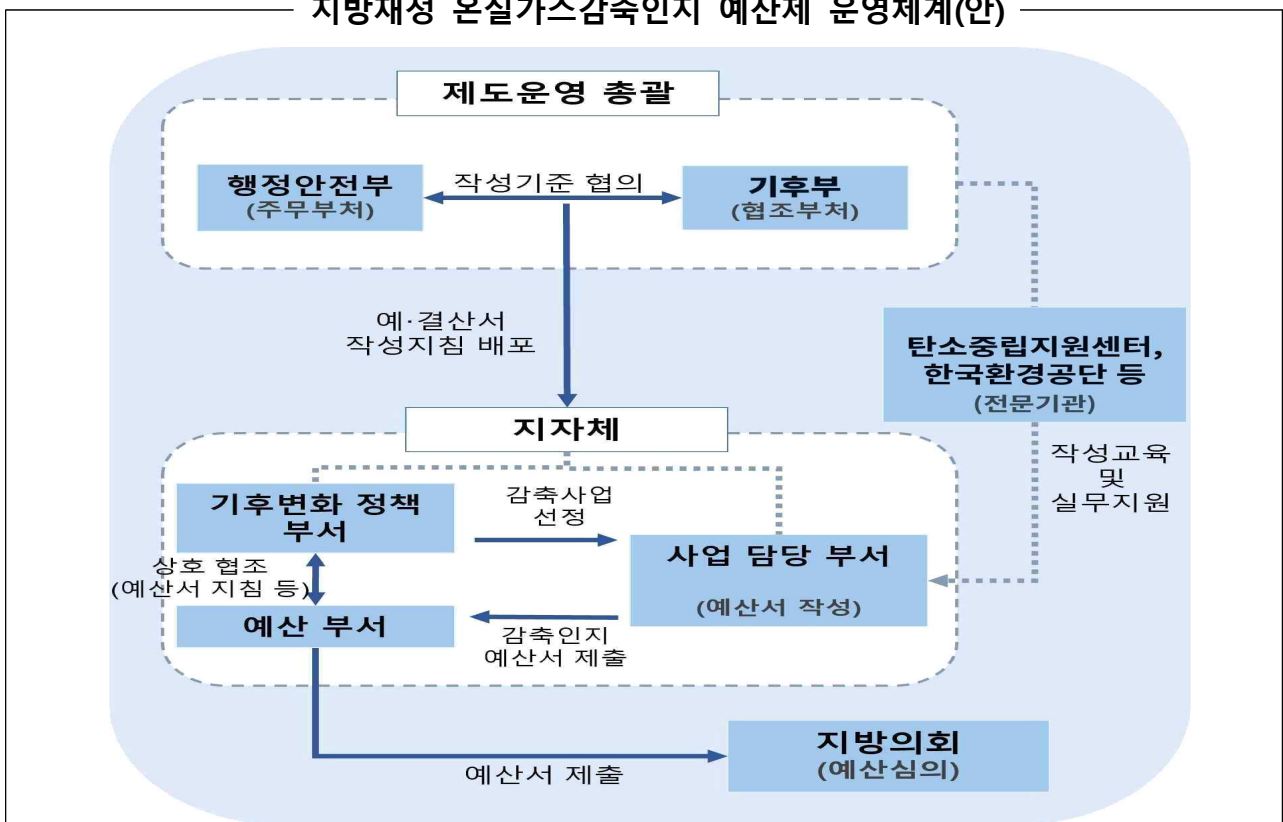 지방재정 온실가스감축인지 예산제 운영체계(안)
제도운영 총괄
행정안전부
(주무부처)
작성기준 협의
기후부
(협조부처)
예·결산서
작성지침 배포
탄소중립지원센터,
한국환경공단 등
(전문기관)
작성교육
및
실무지원
지자체
기후변화 정책
부서
감축사업
선정
사업 담당 부서
(예산서 작성)
상호 협조
(예산서 지침 등)
예산 부서
감축인지
예산서 제출
지방의회
(예산심의)
예산서 제출